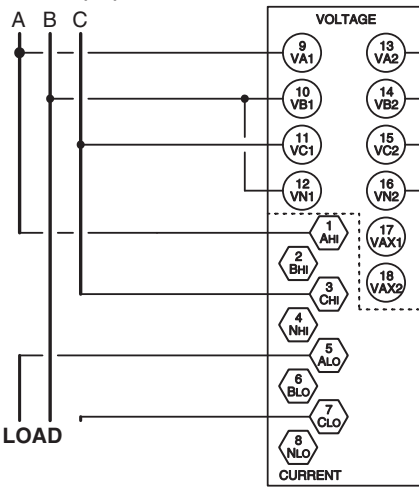 A B C
VOLTAGE
9
VA1
13
VA2
10
VB1
14
VB2
11
VC1
15
VC2
12
VN1
16
VN2
1
AHI
17
VAX1
2
BHI
3
CHI
18
VAX2
4
NHI
5
ALO
6
BLO
7
CLO
LOAD
8
NLO
CURRENT